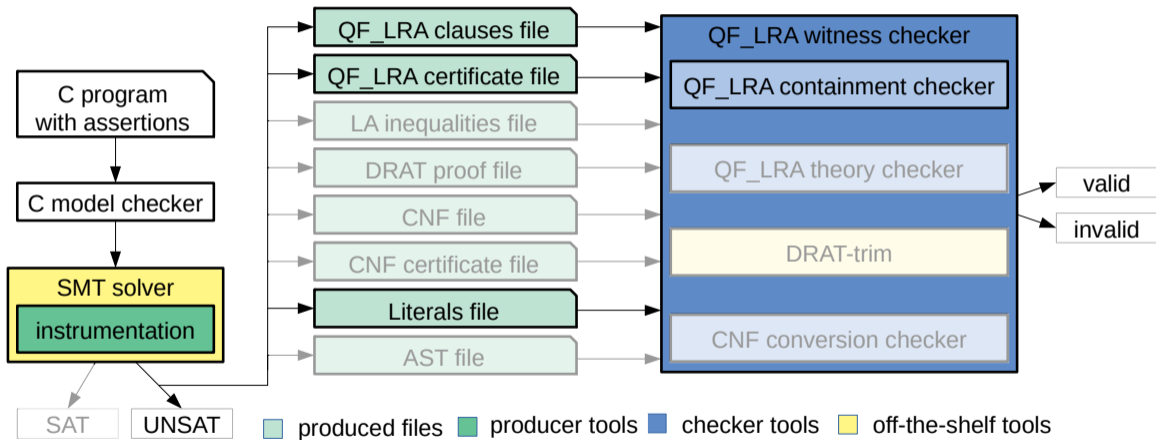 C program
with assertions
C model checker
SMT solver
instrumentation
SAT
UNSAT
QF_LRA clauses file
QF_LRA certificate file
LA inequalities file
DRAT proof file
CNF file
CNF certificate file
Literals file
AST file
QF_LRA witness checker
QF_LRA containment checker
QF_LRA theory checker
DRAT-trim
CNF conversion checker
valid
invalid
produced files
producer tools
checker tools
off-the-shelf tools